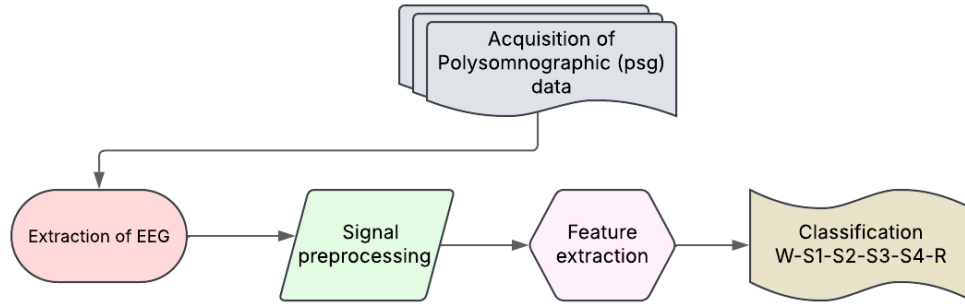 Acquisition of
Polysomnographic (psg)
data
Extraction of EEG
Signal
preprocessing
Feature
extraction
Classification
W-S1-S2-S3-S4-R